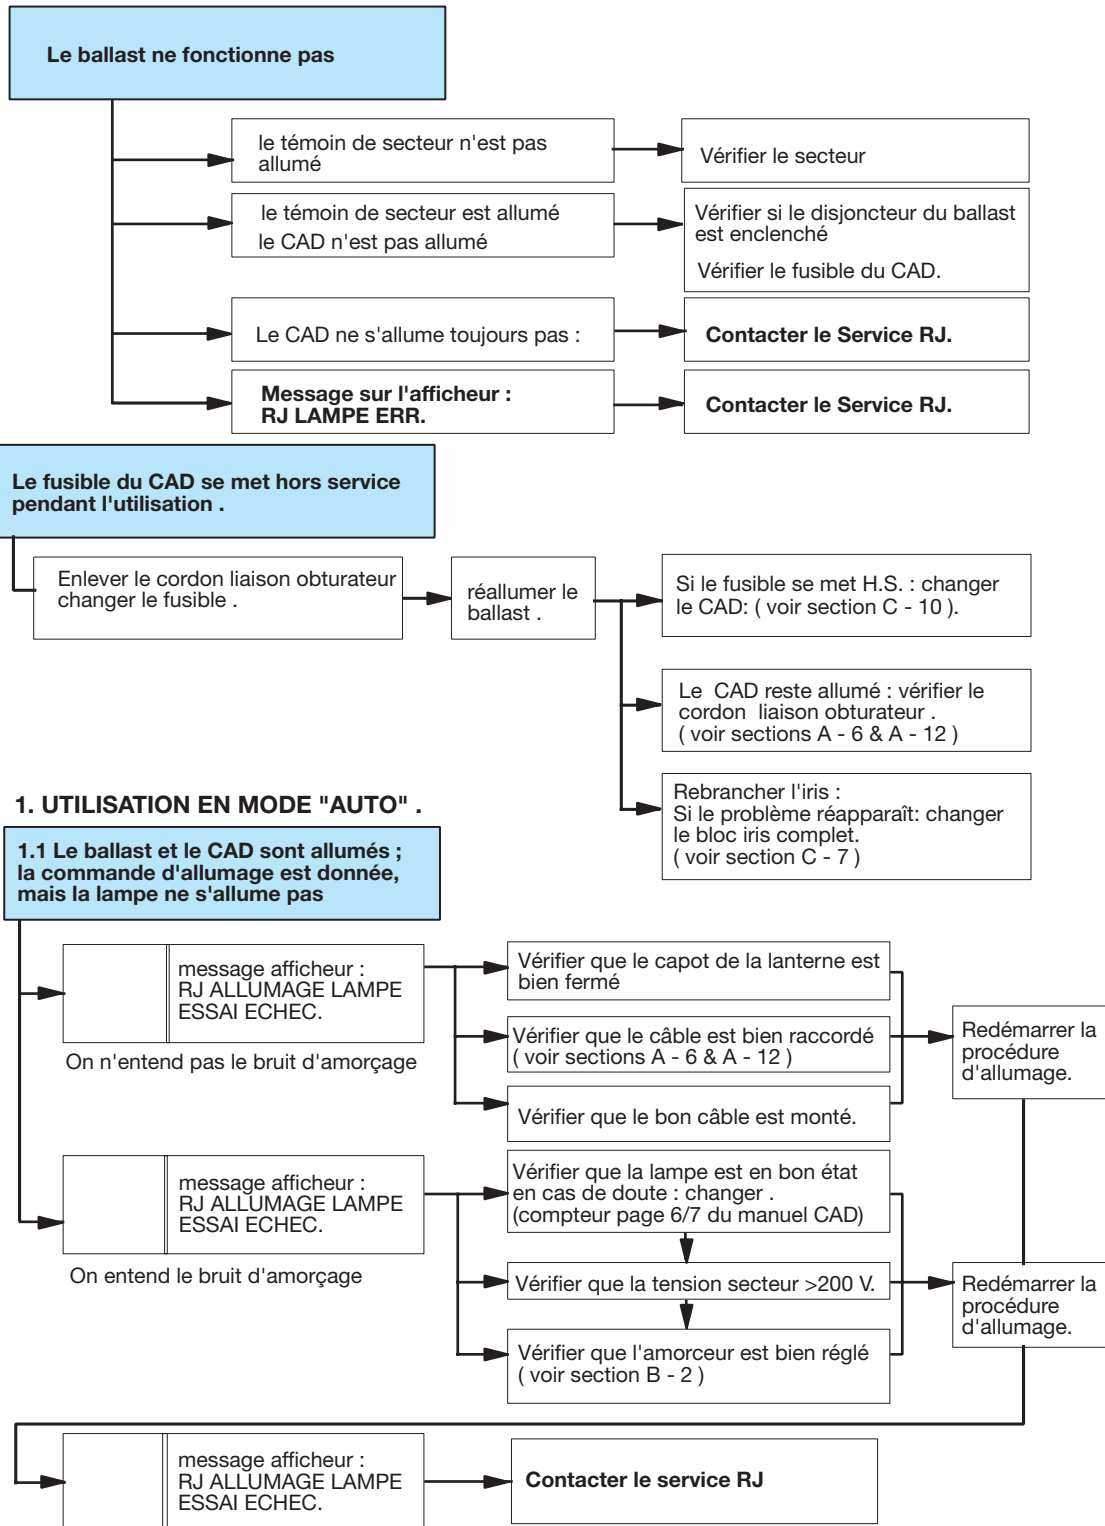 Le ballast ne fonctionne pas
le témoin de secteur n'est pas
allumé
Vérifier le secteur
le témoin de secteur est allumé
le CAD n'est pas allumé
Vérifier si le disjoncteur du ballast
est enclenché
Vérifier le fusible du CAD.
Le CAD ne s'allume toujours pas :
Contacter le Service RJ.
Message sur l'afficheur :
RJ LAMPE ERR.
Contacter le Service RJ.
Le fusible du CAD se met hors service
pendant l'utilisation .
Enlever le cordon liaison obturateur
changer le fusible .
réallumer le
ballast .
Si le fusible se met H.S. : changer
le CAD: ( voir section C - 10 ).
Le CAD reste allumé : vérifier le
cordon liaison obturateur .
( voir sections A - 6 & A - 12 )
Rebrancher l'iris :
Si le problème réapparaît: changer
le bloc iris complet.
( voir section C - 7 )
1. UTILISATION EN MODE "AUTO" .
1.1 Le ballast et le CAD sont allumés ;
la commande d'allumage est donnée,
mais la lampe ne s'allume pas
message afficheur :
RJ ALLUMAGE LAMPE
ESSAI ECHEC.
On n'entend pas le bruit d'amorçage
Vérifier que le capot de la lanterne est
bien fermé
Vérifier que le câble est bien raccordé
( voir sections A - 6 & A - 12 )
Vérifier que le bon câble est monté.
Redémarrer la
procédure
d'allumage.
message afficheur :
RJ ALLUMAGE LAMPE
ESSAI ECHEC.
On entend le bruit d'amorçage
Vérifier que la lampe est en bon état
en cas de doute : changer .
(compteur page 6/7 du manuel CAD)
Vérifier que la tension secteur >200 V.
Vérifier que l'amorceur est bien réglé
( voir section B - 2 )
Redémarrer la
procédure
d'allumage.
message afficheur :
RJ ALLUMAGE LAMPE
ESSAI ECHEC.
Contacter le service RJ